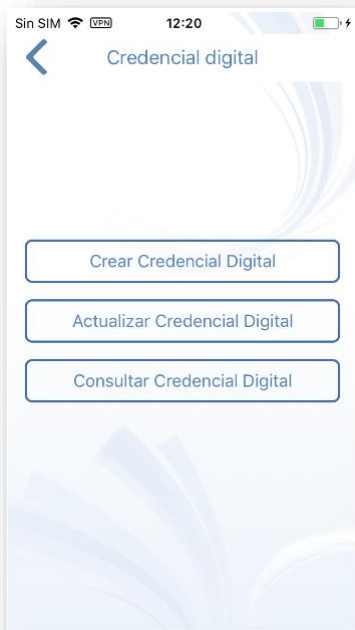 Sin SIM VPN 12:20
Credencial digital
Crear Credencial Digital
Actualizar Credencial Digital
Consultar Credencial Digital